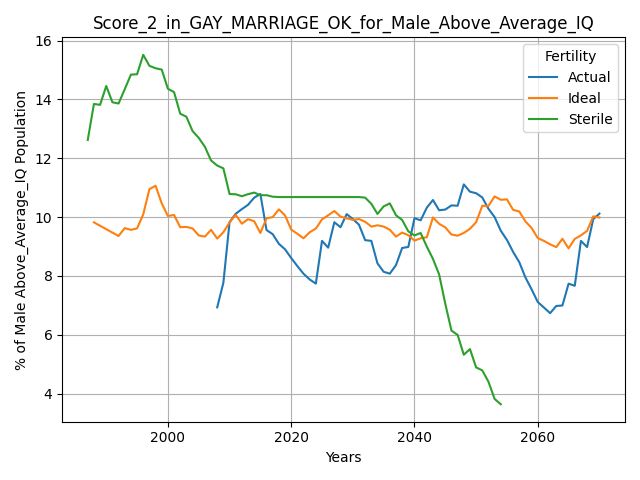 Score_2_in_GAY_MARRIAGE_OK_for_Male_Above_Average_IQ
% of Male Above_Average_IQ Population
16
14
12
10
8
6
4
Fertility
Actual
Ideal
Sterile
2000 2020 2040 2060
Years